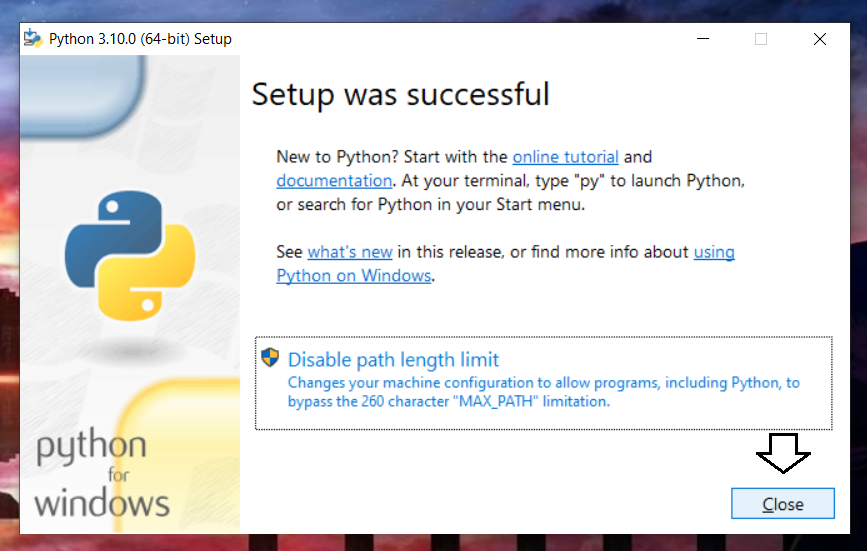 Python 3.10.0 (64-bit) Setup
Setup was successful
New to Python? Start with the online tutorial and
documentation. At your terminal, type "py" to launch Python,
or search for Python in your Start menu.
See what's new in this release, or find more info about using
Python on Windows.
Disable path length limit
Changes your machine configuration to allow programs, including Python, to
bypass the 260 character "MAX_PATH" limitation.
python
for
windows
Close